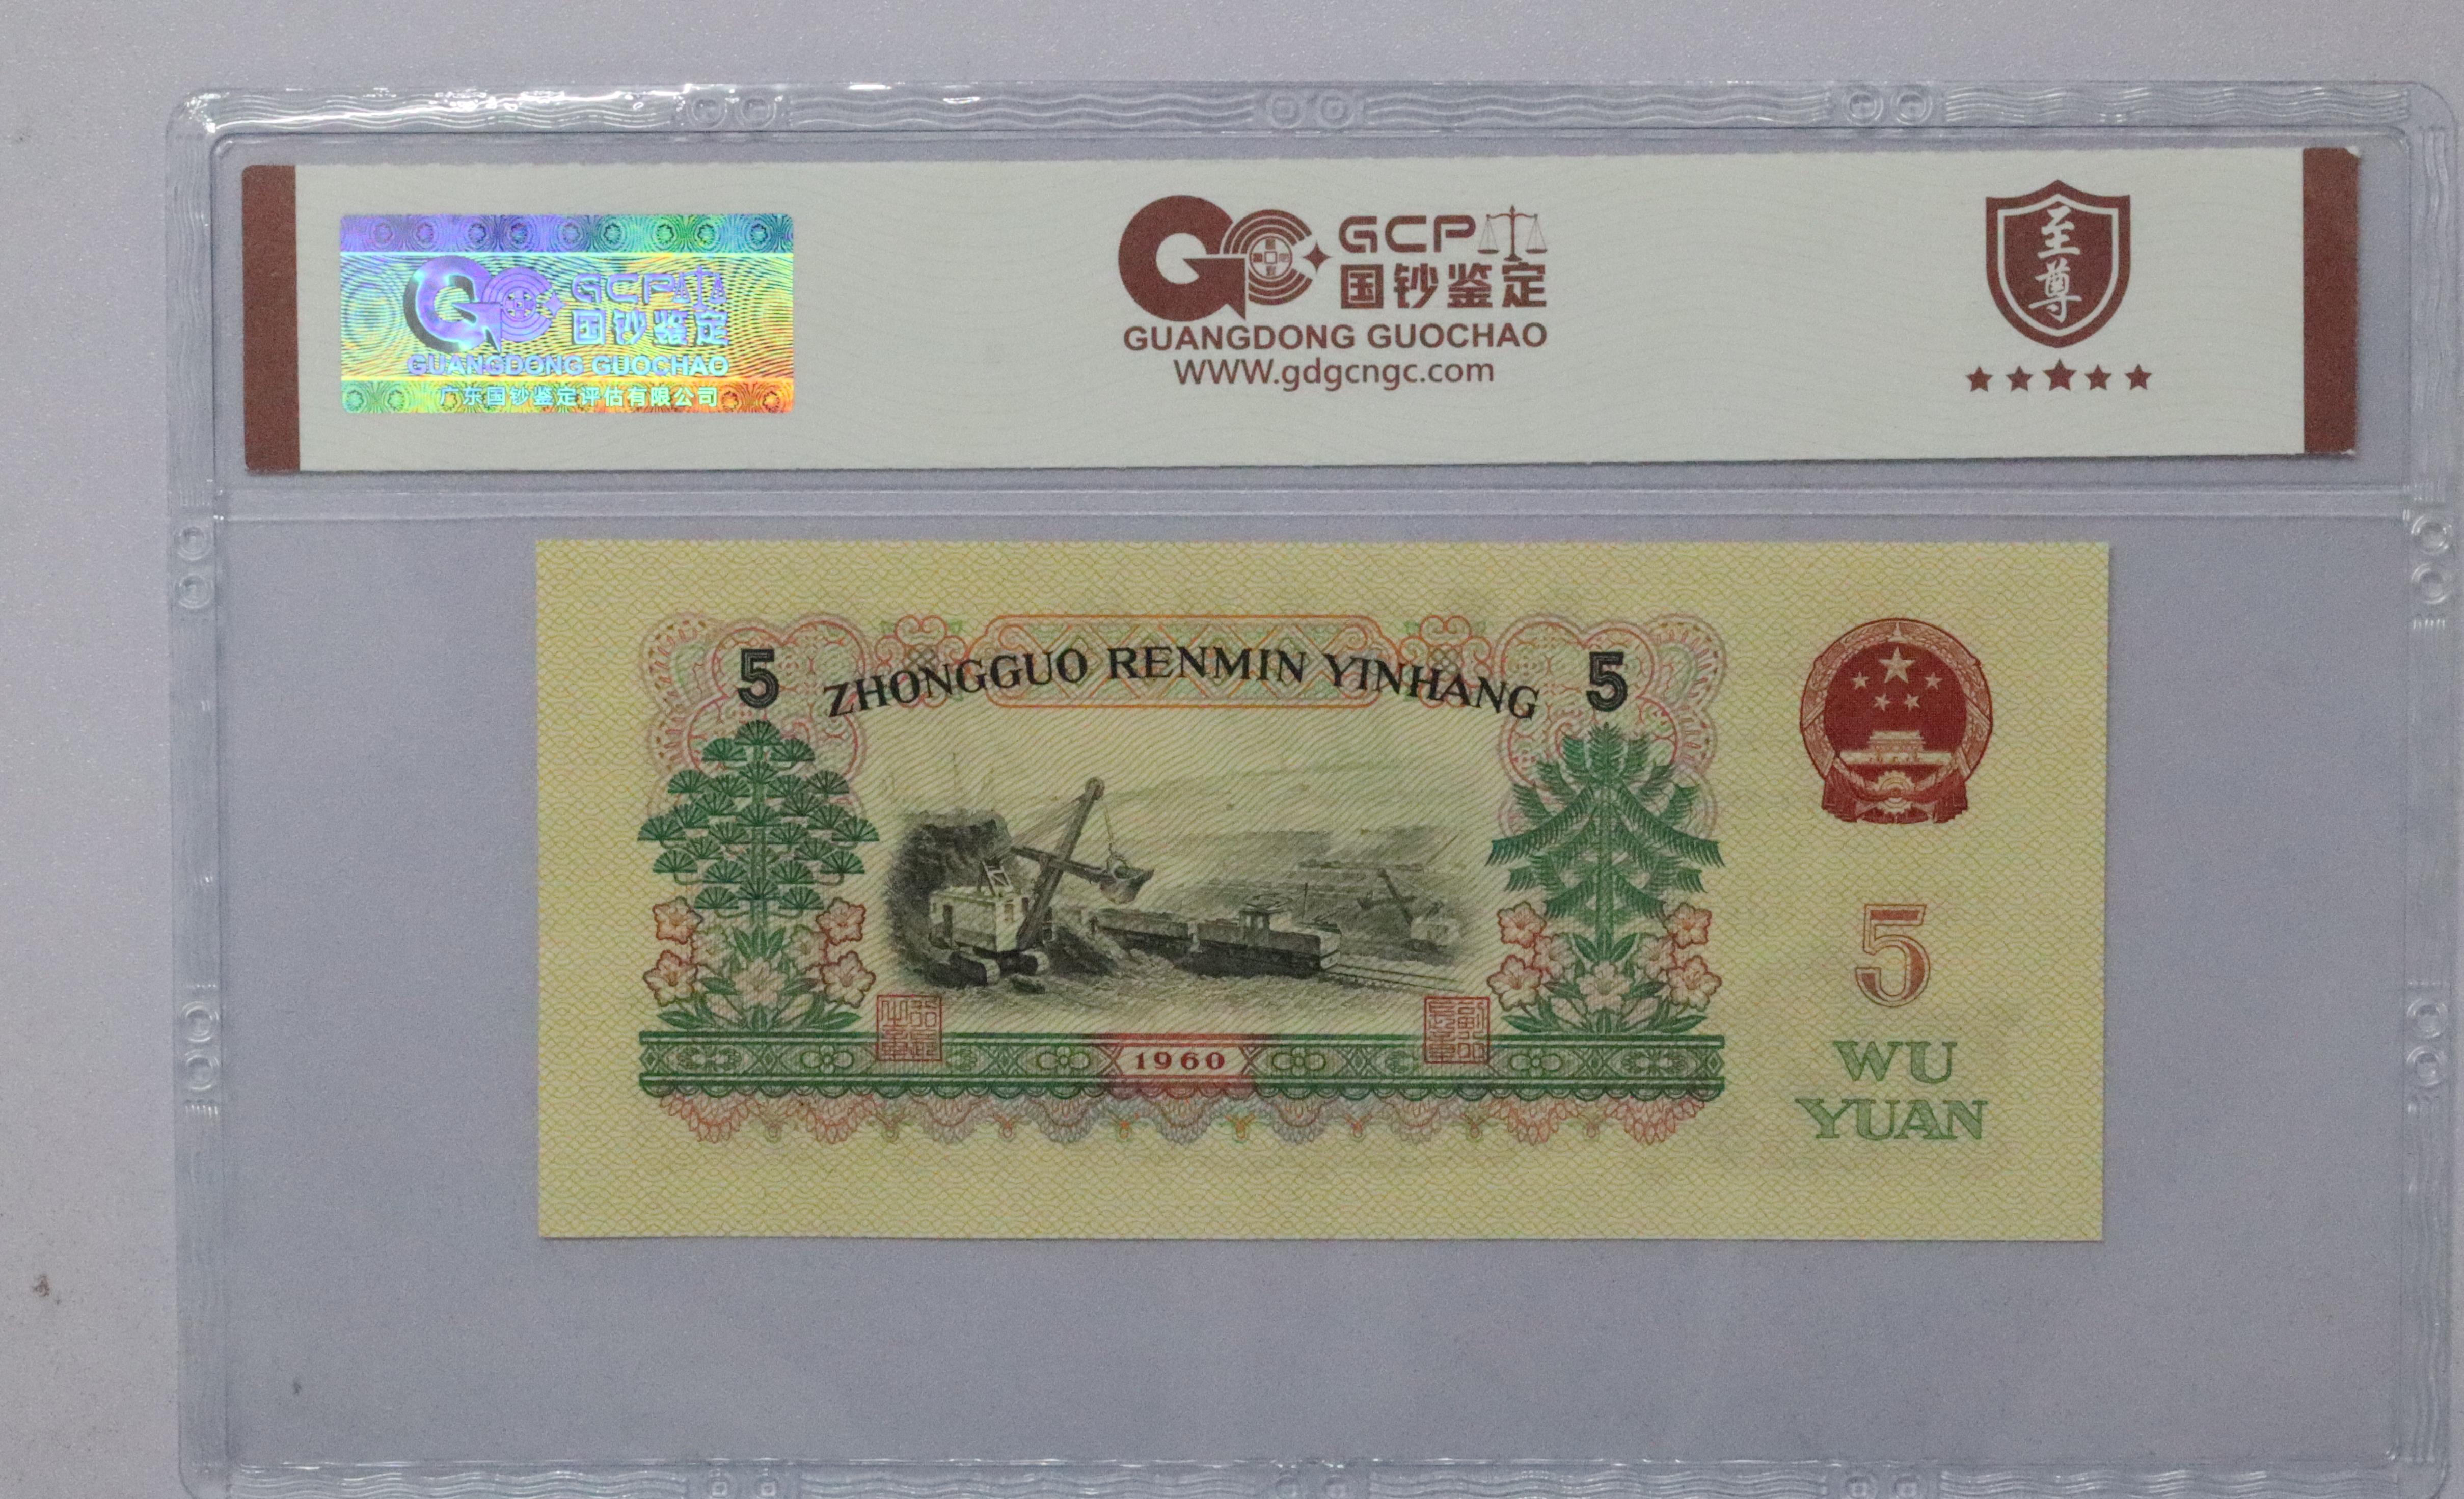 GCP
国钞鉴定
GUANGDONG GUOCHAO
广东国钞鉴定评估有限公司
GCP
国钞鉴定
GUANGDONG GUOCHAO
WWW.gdgcngc.com
至尊
5 ZHONGGUO RENMIN YINHANG 5
1960
5
WU
YUAN